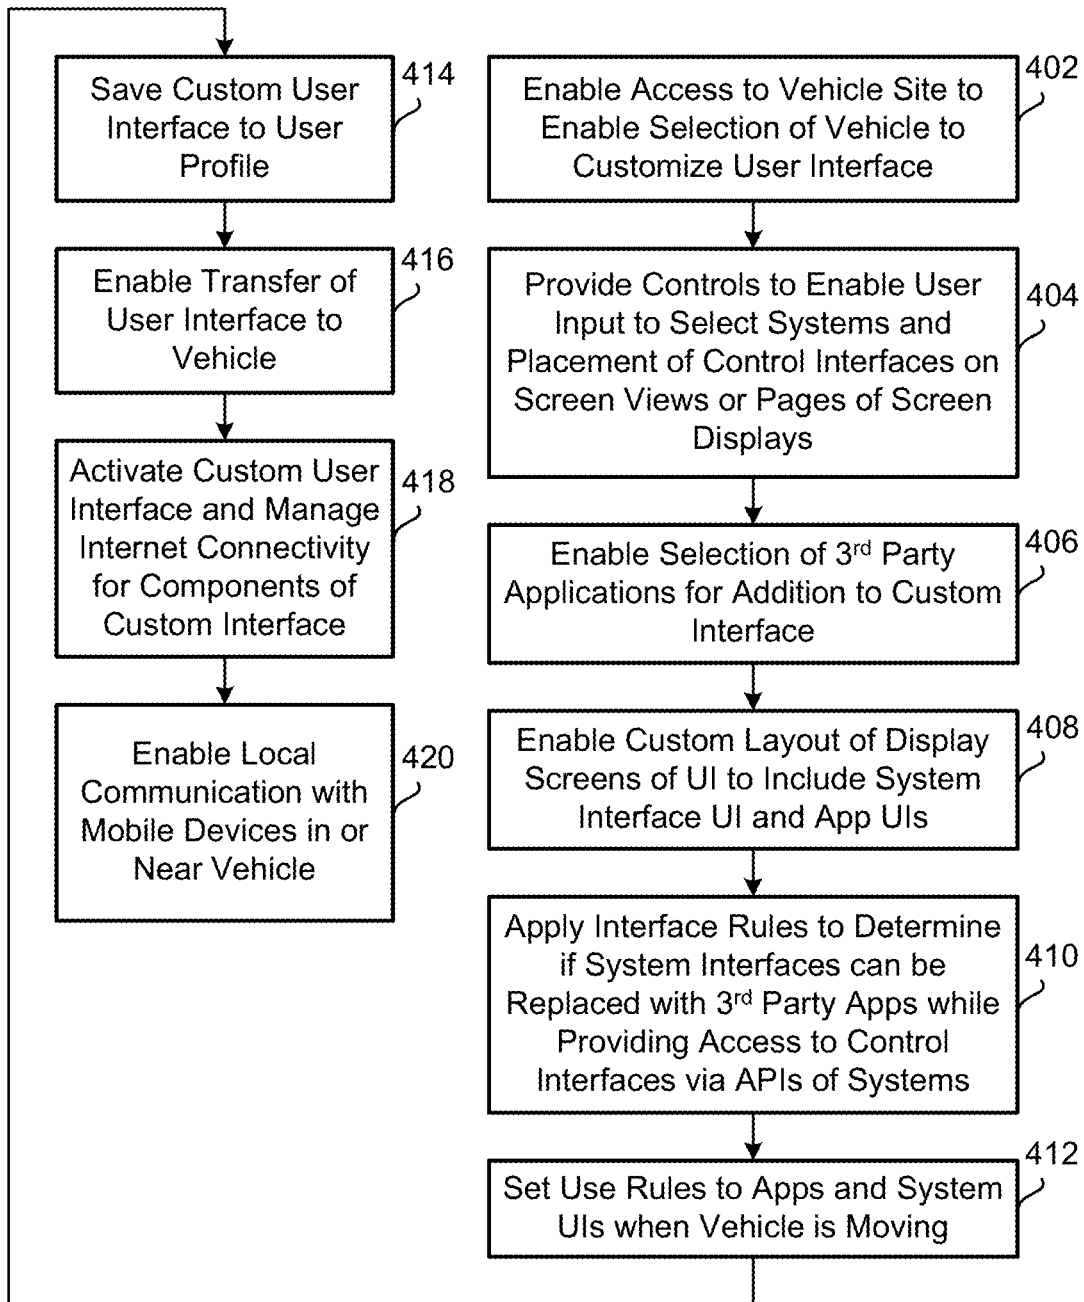 402
Enable Access to Vehicle Site to
Enable Selection of Vehicle to
Customize User Interface
404
Provide Controls to Enable User
Input to Select Systems and
Placement of Control Interfaces on
Screen Views or Pages of Screen
Displays
406
Enable Selection of 3rd Party
Applications for Addition to Custom
Interface
408
Enable Custom Layout of Display
Screens of UI to Include System
Interface UI and App UIs
410
Apply Interface Rules to Determine
if System Interfaces can be
Replaced with 3rd Party Apps while
Providing Access to Control
Interfaces via APIs of Systems
412
Set Use Rules to Apps and System
UIs when Vehicle is Moving
414
Save Custom User
Interface to User
Profile
416
Enable Transfer of
User Interface to
Vehicle
418
Activate Custom User
Interface and Manage
Internet Connectivity
for Components of
Custom Interface
420
Enable Local
Communication with
Mobile Devices in or
Near Vehicle